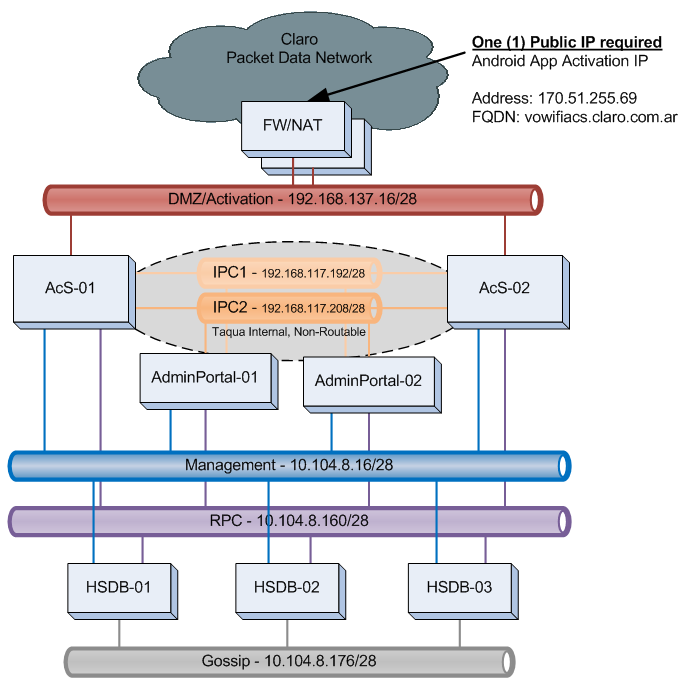 Claro
Packet Data Network
One (1) Public IP required
Android App Activation IP
Address: 170.51.255.69
FQDN: vowifiacs.claro.com.ar
FW/NAT
DMZ/Activation - 192.168.137.16/28
AcS-01
IPC1 - 192.168.117.192/28
AcS-02
IPC2 - 192.168.117.208/28
Taqua Internal, Non-Routable
AdminPortal-01
AdminPortal-02
Management - 10.104.8.16/28
RPC - 10.104.8.160/28
HSDB-01
HSDB-02
HSDB-03
Gossip - 10.104.8.176/28